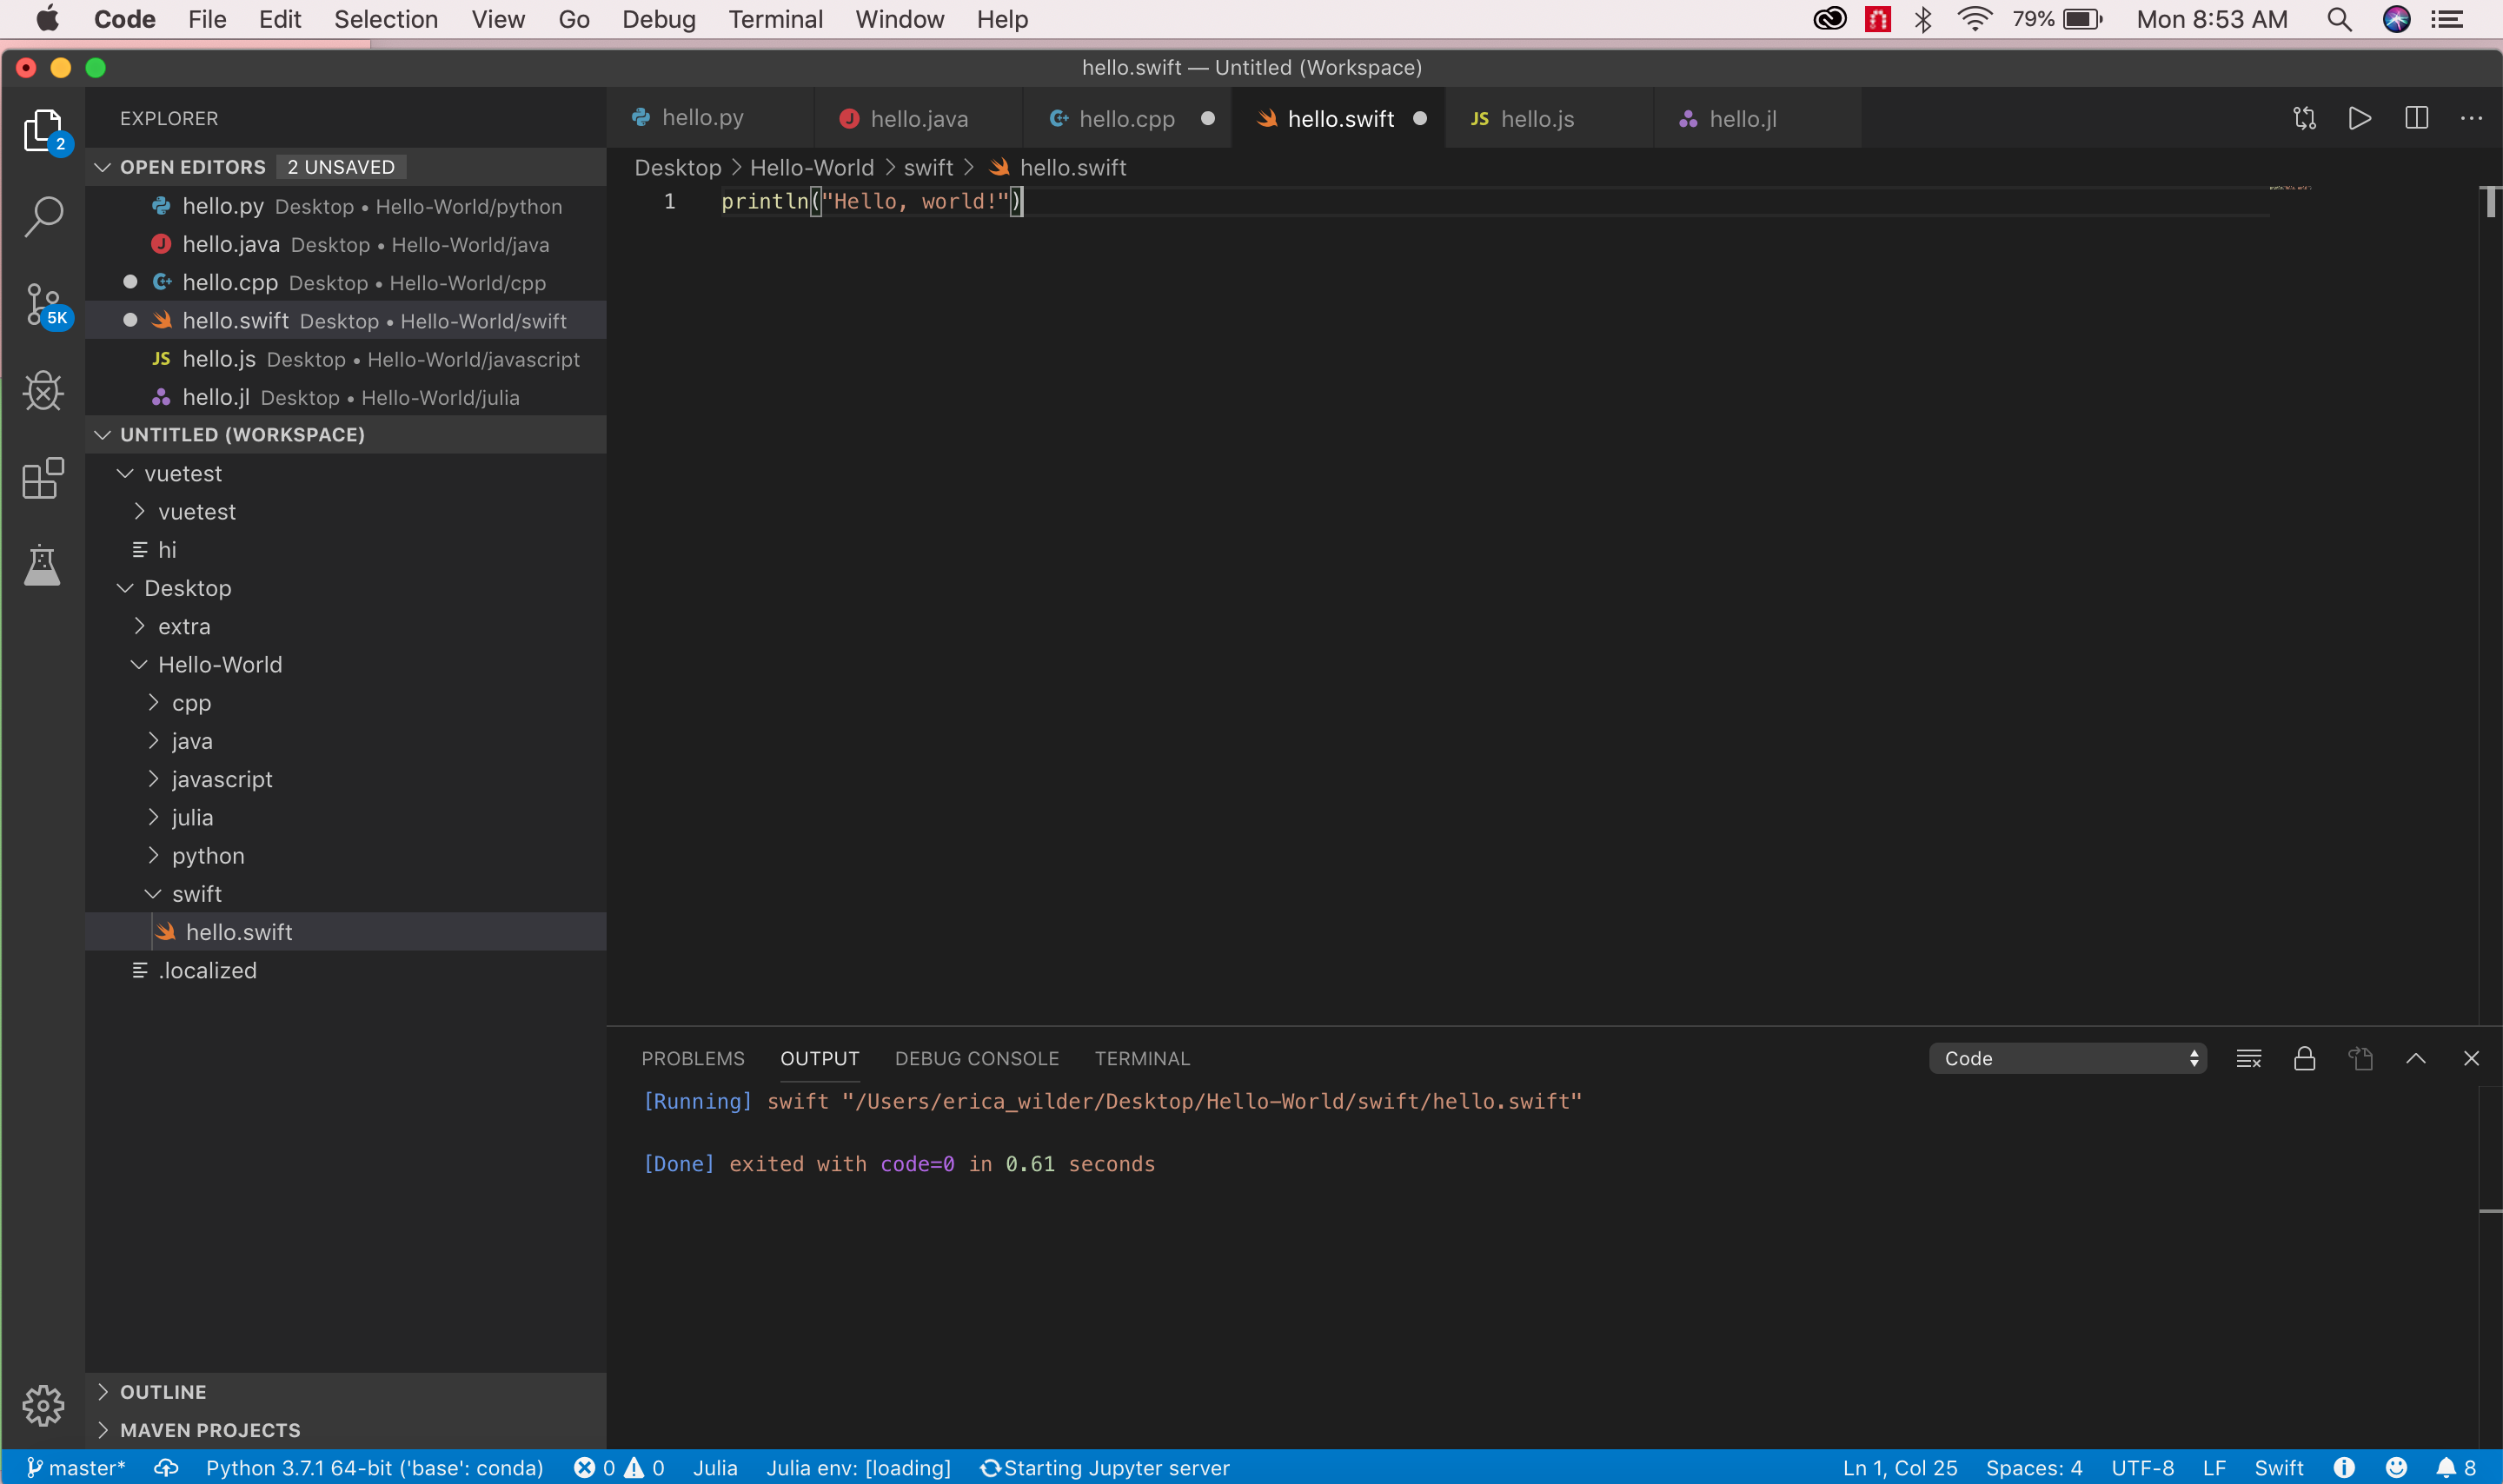 Code File Edit Selection View Go Debug Terminal Window Help 79% Mon 8:53 AM
hello.swift — Untitled (Workspace)
EXPLORER
2
OPEN EDITORS 2 UNSAVED
hello.py Desktop • Hello-World/python
J hello.java Desktop • Hello-World/java
C+ hello.cpp Desktop • Hello-World/cpp
5K
hello.swift Desktop • Hello-World/swift
JS hello.js Desktop • Hello-World/javascript
hello.jl Desktop • Hello-World/julia
UNTITLED (WORKSPACE)
vuetest
vuetest
hi
Desktop
extra
Hello-World
cpp
java
javascript
julia
python
swift
hello.swift
.localized
OUTLINE
MAVEN PROJECTS
hello.py J hello.java C+ hello.cpp hello.swift JS hello.js hello.jl
Desktop > Hello-World > swift > hello.swift
1 println("Hello, world!")
PROBLEMS OUTPUT DEBUG CONSOLE TERMINAL Code
[Running] swift "/Users/erica_wilder/Desktop/Hello-World/swift/hello.swift"
[Done] exited with code=0 in 0.61 seconds
master* Python 3.7.1 64-bit ('base': conda) 0 0 Julia Julia env: [loading] Starting Jupyter server Ln 1, Col 25 Spaces: 4 UTF-8 LF Swift 8